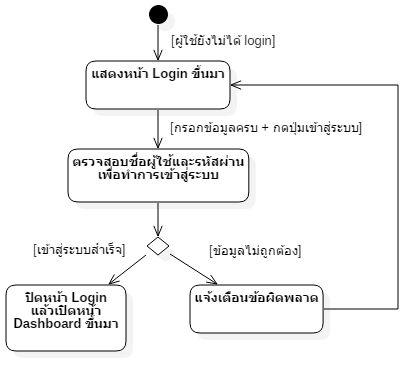 [ผู้ใช้ยังไม่ได้ login]
แสดงหน้า Login ขึ้นมา
[กรอกข้อมูลครบ + กดปุ่มเข้าสู่ระบบ]
ตรวจสอบชื่อผู้ใช้และรหัสผ่าน
เพื่อทำการเข้าสู่ระบบ
[เข้าสู่ระบบสำเร็จ]
[ข้อมูลไม่ถูกต้อง]
ปิดหน้า Login
แล้วเปิดหน้า
Dashboard ขึ้นมา
แจ้งเตือนข้อผิดพลาด